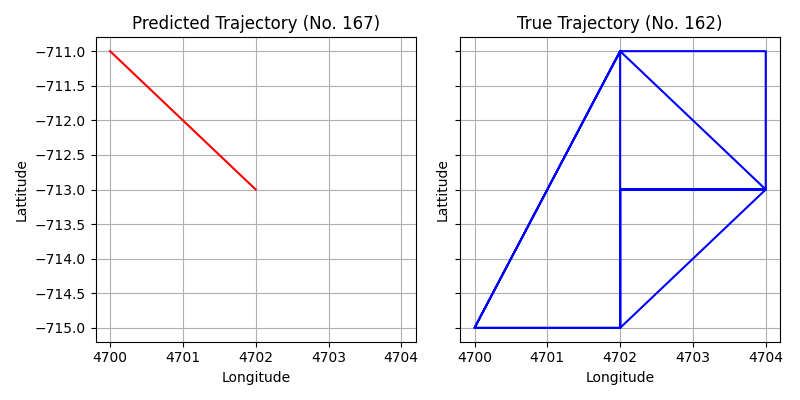 Predicted Trajectory (No. 167)
−711.0
−711.5
−712.0
−712.5
−713.0
−713.5
−714.0
−714.5
−715.0
Lattitude
4700 4701 4702 4703 4704
Longitude
True Trajectory (No. 162)
Lattitude
4700 4701 4702 4703 4704
Longitude